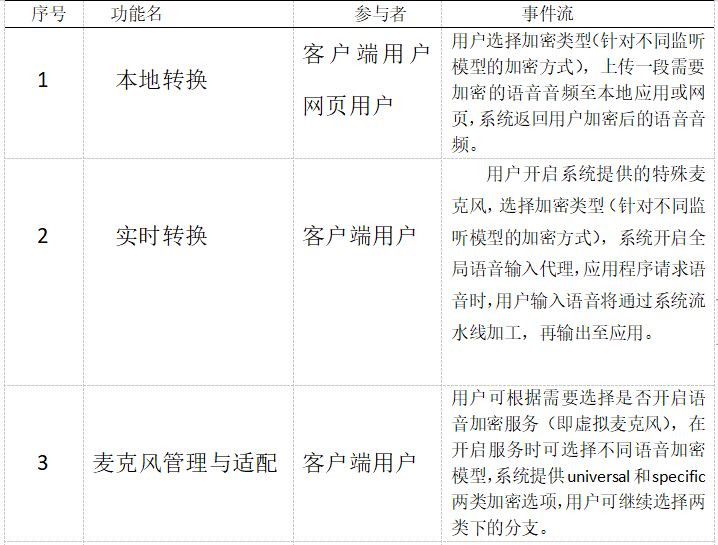 序号 功能名 参与者 事件流
1 本地转换 客户端用户
网页用户
用户选择加密类型（针对不同监听
模型的加密方式），上传一段需要
加密的语音音频至本地应用或网
页，系统返回用户加密后的语音音
频。
2 实时转换 客户端用户
用户开启系统提供的特殊麦
克风，选择加密类型（针对不同监
听模型的加密方式），系统开启全
局语音输入代理，应用程序请求语
音时，用户输入语音将通过系统流
水线加工，再输出至应用。
3 麦克风管理与适配 客户端用户
用户可根据需要选择是否开启语
音加密服务（即虚拟麦克风），在
开启服务时可选择不同语音加密
模型，系统提供 universal 和 specific
两类加密选项，用户可继续选择两
类下的分支。